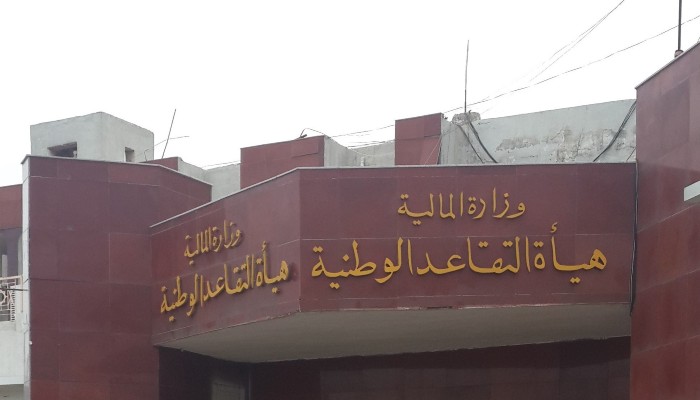 وزارة المالية
هيأة التقاعد الوطنية
وزارة المالية
هيأة التقاعد الوطنية